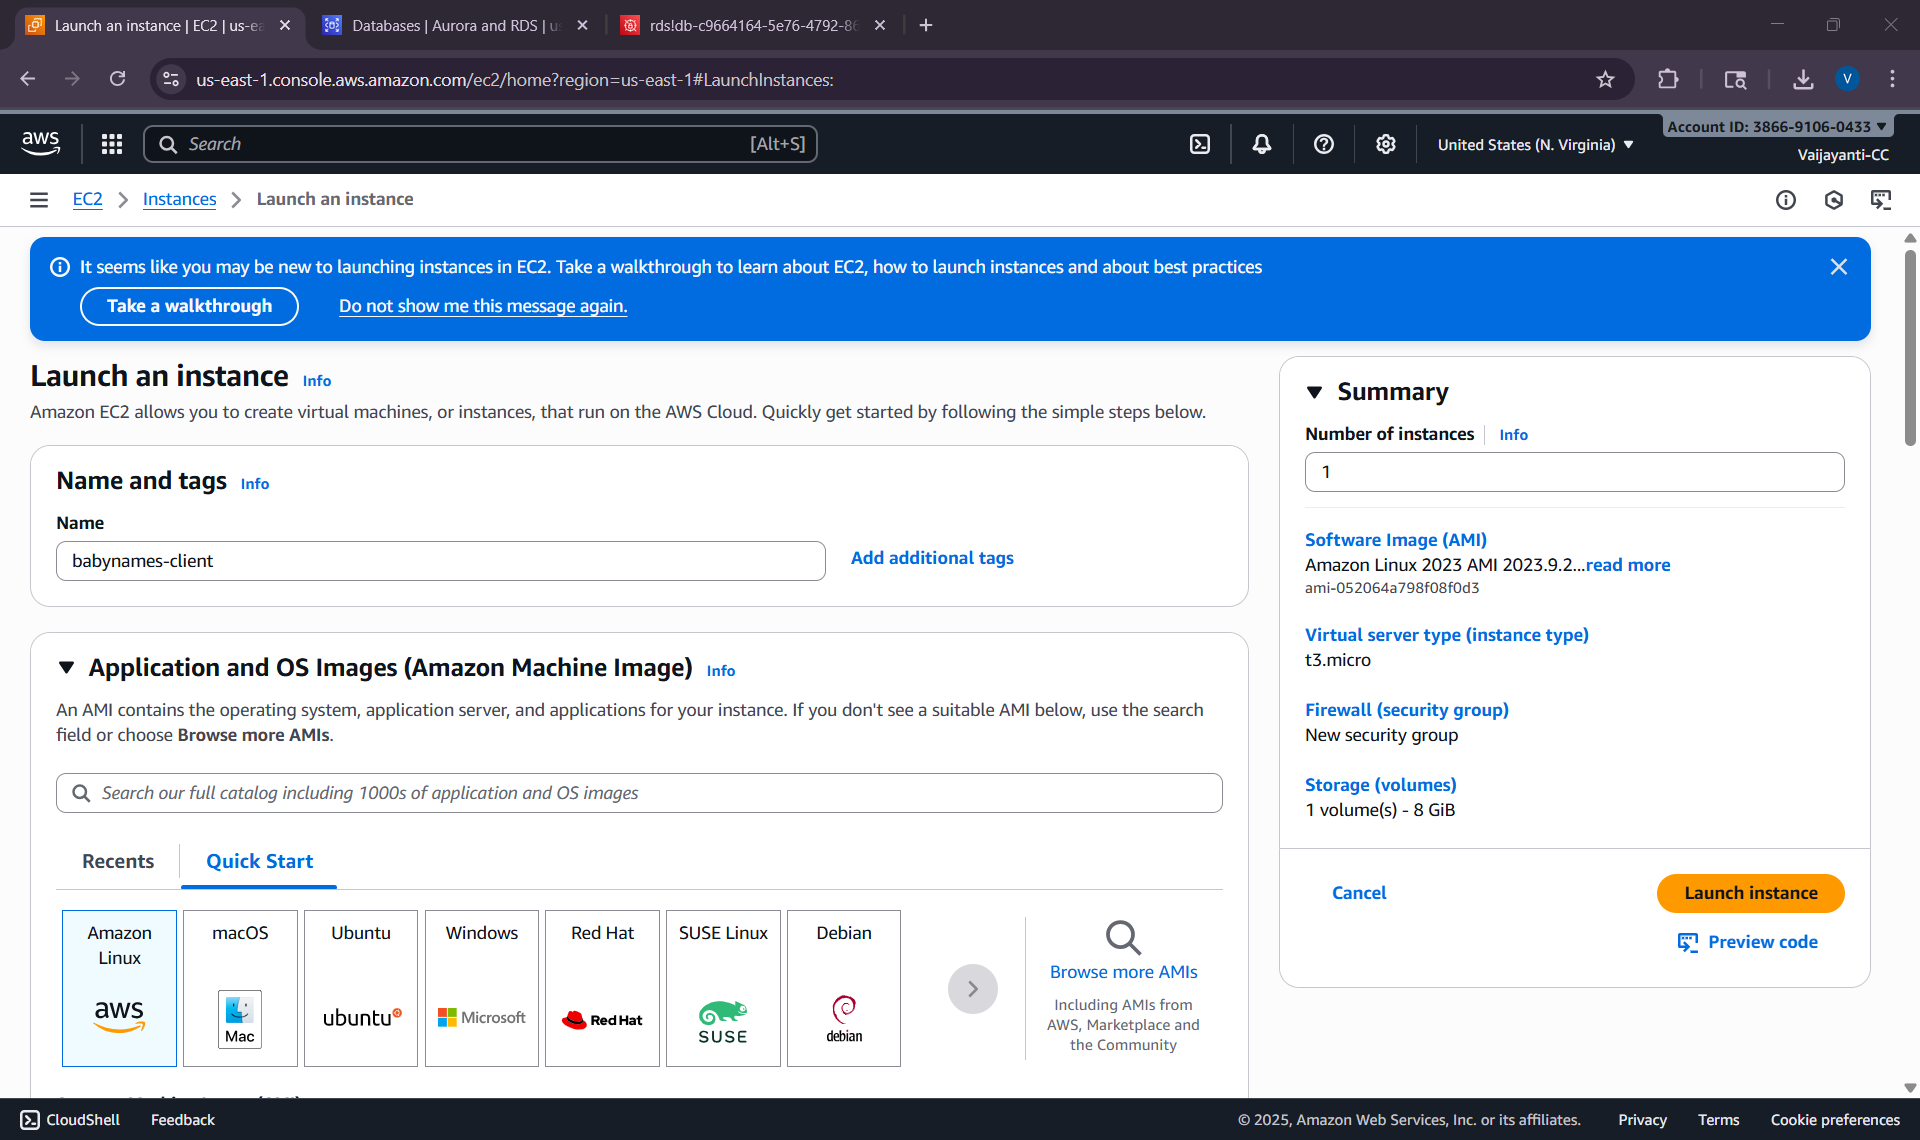 Launch an instance | EC2 | us-ea
Databases | Aurora and RDS | u
rds!db-c9664164-5e76-4792-86
us-east-1.console.aws.amazon.com/ec2/home?region=us-east-1#LaunchInstances:
V
aws
Search
[Alt+S]
United States (N. Virginia)
Account ID: 3866-9106-0433
Vaijayanti-CC
EC2
Instances
Launch an instance
It seems like you may be new to launching instances in EC2. Take a walkthrough to learn about EC2, how to launch instances and about best practices
Take a walkthrough
Do not show me this message again.
Launch an instance
Info
Amazon EC2 allows you to create virtual machines, or instances, that run on the AWS Cloud. Quickly get started by following the simple steps below.
Name and tags
Info
Name
babynames-client
Add additional tags
Application and OS Images (Amazon Machine Image)
Info
An AMI contains the operating system, application server, and applications for your instance. If you don't see a suitable AMI below, use the search
field or choose Browse more AMIs.
Search our full catalog including 1000s of application and OS images
Recents
Quick Start
Amazon
Linux
aws
macOS
Mac
Ubuntu
ubuntu
Windows
Microsoft
Red Hat
Red Hat
SUSE Linux
SUSE
Debian
debian
Browse more AMIs
Including AMIs from
AWS, Marketplace and
the Community
Summary
Number of instances
Info
1
Software Image (AMI)
Amazon Linux 2023 AMI 2023.9.2...read more
ami-052064a798f08f0d3
Virtual server type (instance type)
t3.micro
Firewall (security group)
New security group
Storage (volumes)
1 volume(s) - 8 GiB
Cancel
Launch instance
Preview code
CloudShell
Feedback
© 2025, Amazon Web Services, Inc. or its affiliates.
Privacy
Terms
Cookie preferences